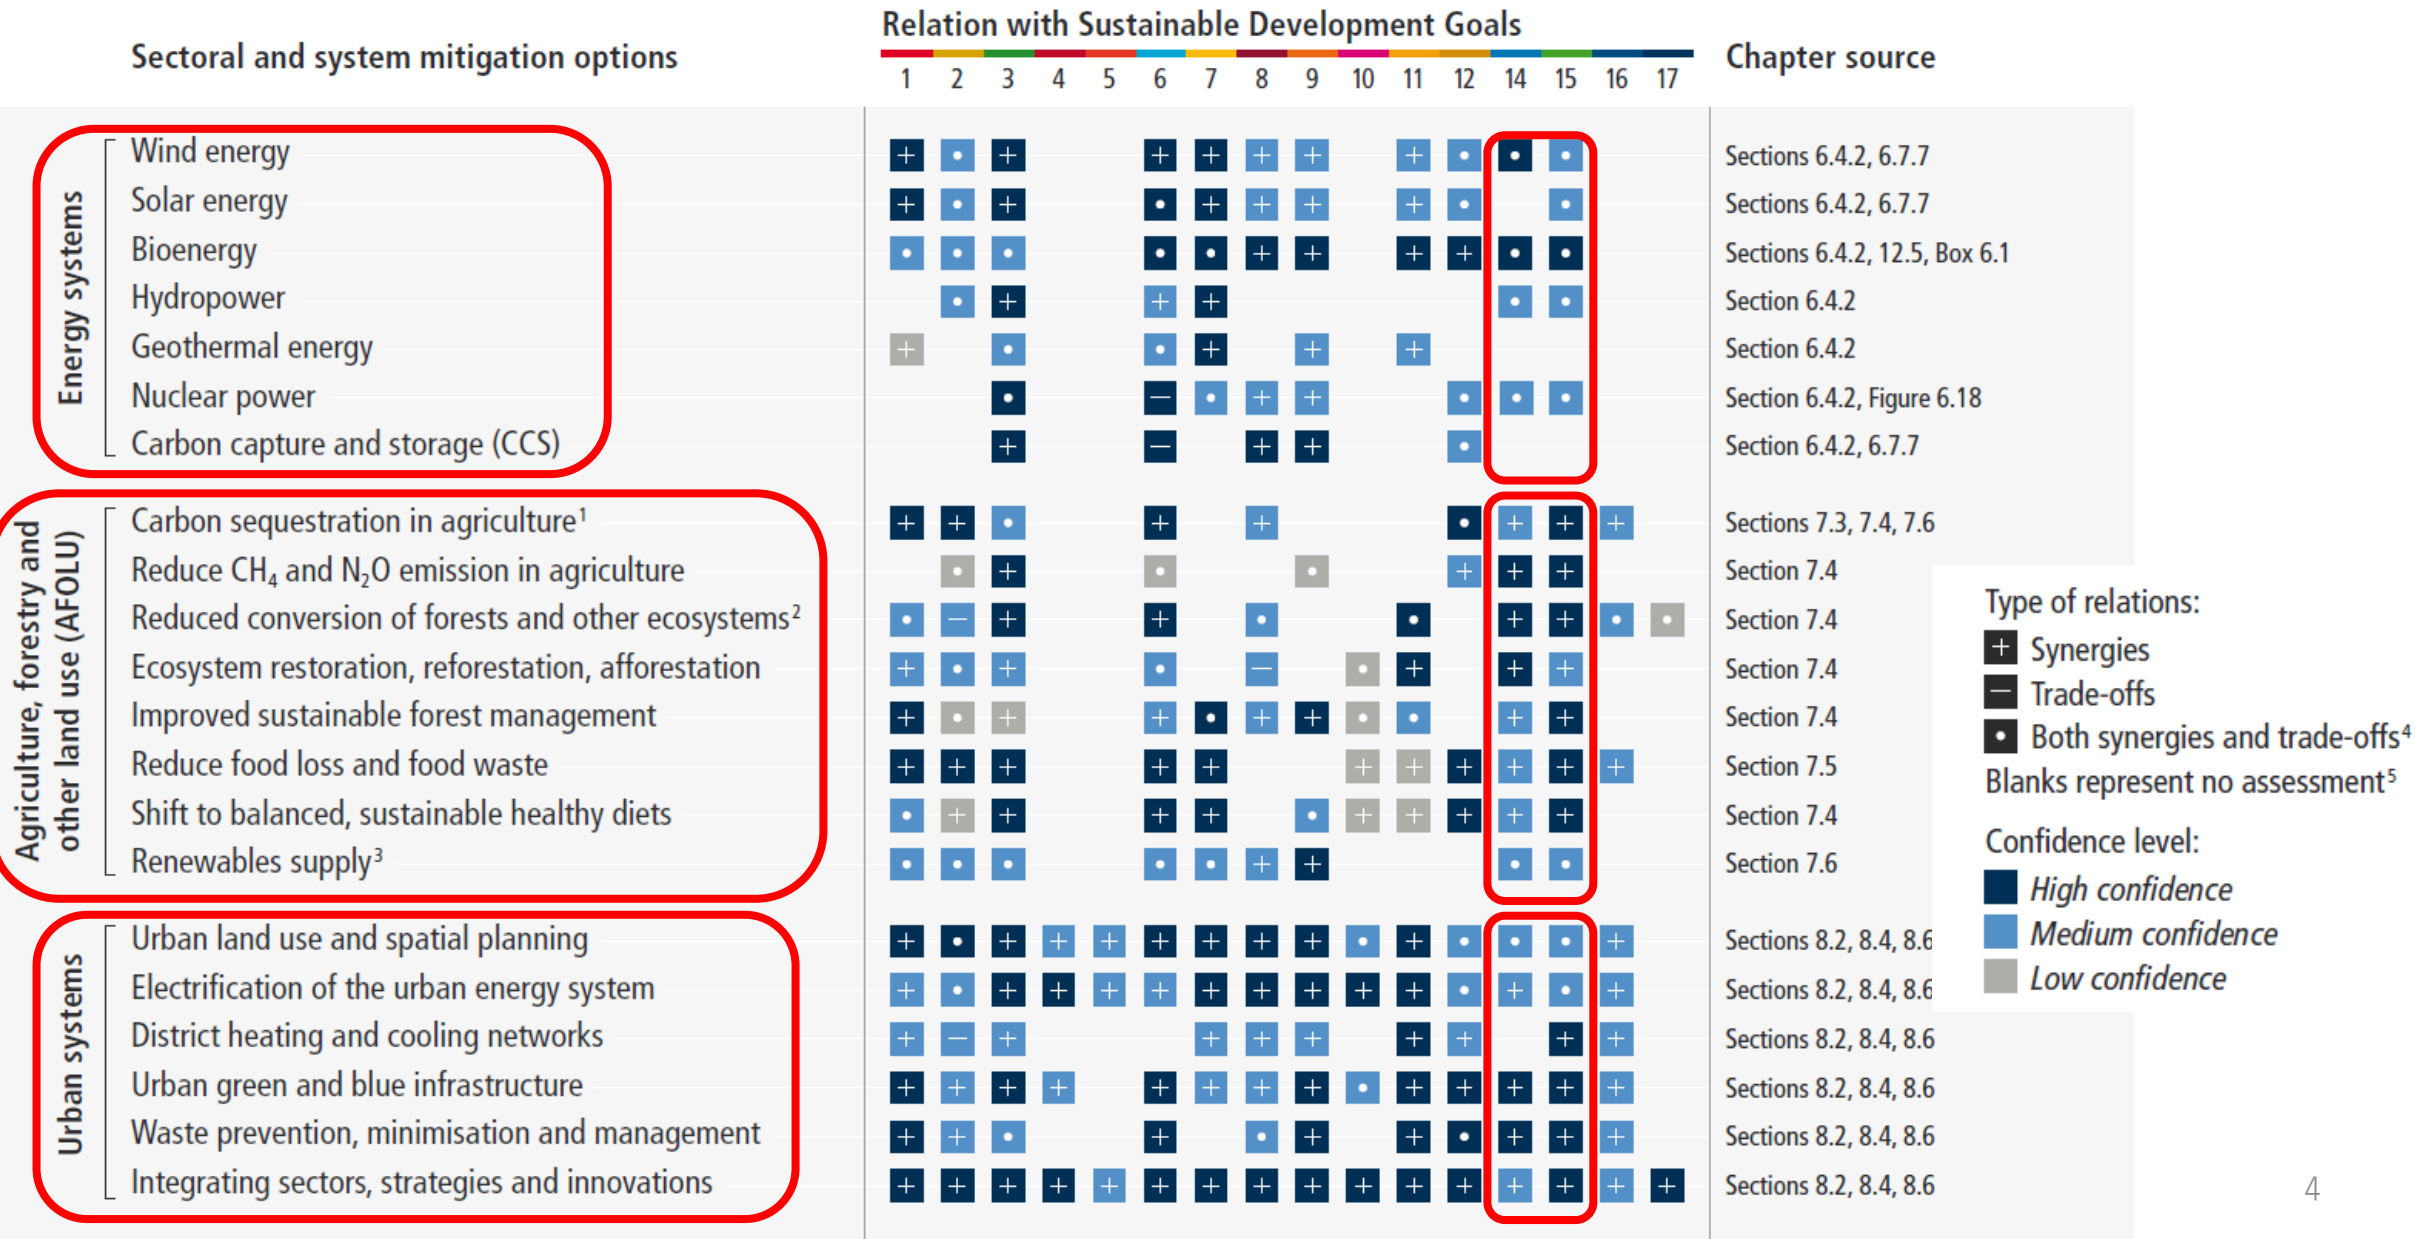 Relation with Sustainable Development Goals
Sectoral and system mitigation options
Chapter source
1 2 3 4 5 6 7 8 9 10 11 12 14 15 16 17
Energy systems
Wind energy + • + + + + + + • • • Sections 6.4.2, 6.7.7
Solar energy + • + • + + + + • • Sections 6.4.2, 6.7.7
Bioenergy • • • • • + + + + • • Sections 6.4.2, 12.5, Box 6.1
Hydropower • + + + • • Section 6.4.2
Geothermal energy + • • + + + Section 6.4.2
Nuclear power • — • + + • • • Section 6.4.2, Figure 6.18
Carbon capture and storage (CCS) + — + + • Section 6.4.2, 6.7.7
Agriculture, forestry and
other land use (AFOLU)
Carbon sequestration in agriculture¹ + + • + + • + + + Sections 7.3, 7.4, 7.6
Reduce CH₄ and N₂O emission in agriculture • + • • + + + Section 7.4
Reduced conversion of forests and other ecosystems² • — + + • • + + • • Section 7.4
Ecosystem restoration, reforestation, afforestation + • + • — • + + + Section 7.4
Improved sustainable forest management + • + + • + + • • + + Section 7.4
Reduce food loss and food waste + + + + + + + + + + + Section 7.5
Shift to balanced, sustainable healthy diets • + + + + • + + + + + Section 7.4
Renewables supply³ • • • • • + + • • Section 7.6
Urban systems
Urban land use and spatial planning + • + + + + + + + • + • • • + Sections 8.2, 8.4, 8.6
Electrification of the urban energy system + • + + + + + + + + + • + • + Sections 8.2, 8.4, 8.6
District heating and cooling networks + — + + + + + + + + Sections 8.2, 8.4, 8.6
Urban green and blue infrastructure + + + + + + + + • + + + + + Sections 8.2, 8.4, 8.6
Waste prevention, minimisation and management + + • + • + + • + + + Sections 8.2, 8.4, 8.6
Integrating sectors, strategies and innovations + + + + + + + + + + + + + + + + Sections 8.2, 8.4, 8.6
Type of relations:
+ Synergies
— Trade-offs
• Both synergies and trade-offs⁴
Blanks represent no assessment⁵
Confidence level:
High confidence
Medium confidence
Low confidence
4